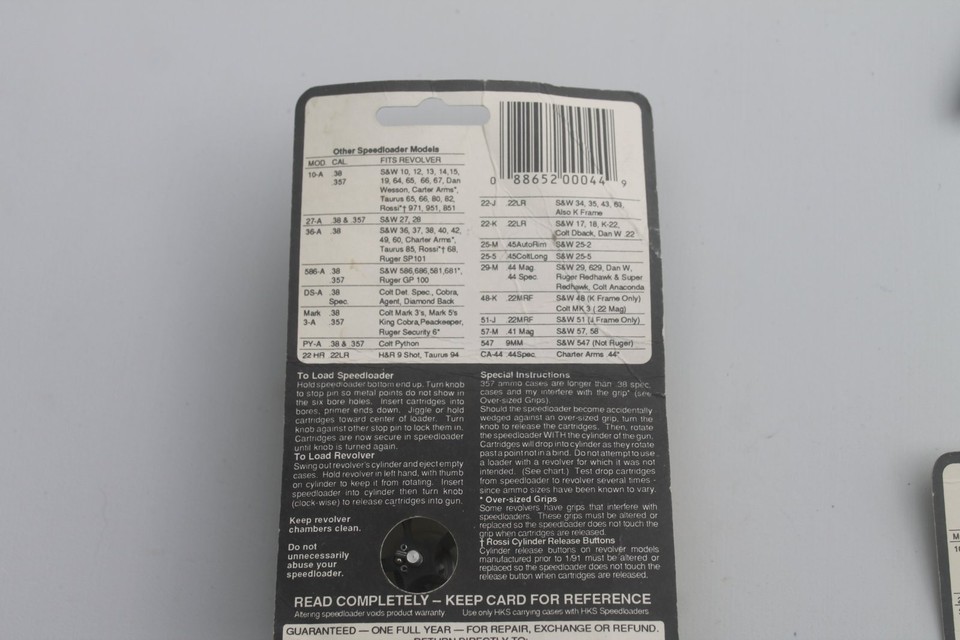 Other Speedloader Models
MOD CAL FITS REVOLVER
10-A .38 S&W 10, 12, 13, 14,15,
.357 19, 64, 65, 66, 67, Dan
Wesson, Carter Arms*,
Taurus 65, 66, 80, 82,
Rossi*† 971, 951, 851
27-A .38 & .357 S&W 27, 28
36-A .38 S&W 36, 37, 38, 40, 42,
49, 60, Charter Arms*,
Taurus 85, Rossi*† 68,
Ruger SP101
586-A .38 S&W 586,686,581,681*,
.357 Ruger GP 100
DS-A .38 Colt Det. Spec., Cobra,
Spec. Agent, Diamond Back
Mark .38 Colt Mark 3's, Mark 5's
3-A .357 King Cobra,Peacekeeper,
Ruger Security 6*
PY-A .38 & .357 Colt Python
22 HR .22LR H&R 9 Shot, Taurus 94
0 88652 00044 9
22-J .22LR S&W 34, 35, 43, 63,
Also K Frame
22-K .22LR S&W 17, 18, K-22,
Colt Dback, Dan W .22
25-M .45AutoRim S&W 25-2
25-5 .45ColtLong S&W 25-5
29-M .44 Mag. S&W 29, 629, Dan W,
44 Spec. Ruger Redhawk & Super
Redhawk, Colt Anaconda
48-K .22MRF S&W 48 (K Frame Only)
Colt MK 3 (.22 Mag)
51-J .22MRF S&W 51 (J Frame Only)
57-M .41 Mag S&W 57, 58
547 9MM S&W 547 (Not Ruger)
CA-44 .44Spec. Charter Arms .44*
To Load Speedloader
Hold speedloader bottom end up. Turn knob
to stop pin so metal points do not show in
the six bore holes. Insert cartridges into
bores, primer ends down. Jiggle or hold
cartridges toward center of loader. Turn
knob against other stop pin to lock them in.
Cartridges are now secure in speedloader
until knob is turned again.
To Load Revolver
Swing out revolver's cylinder and eject empty
cases. Hold revolver in left hand, with thumb
on cylinder to keep it from rotating. Insert
speedloader into cylinder then turn knob
(clock-wise) to release cartridges into gun.
Keep revolver
chambers clean.
Do not
unnecessarily
abuse your
speedloader.
Special Instructions
357 ammo cases are longer than .38 spec.
cases and my interfere with the grip* (see
Over-sized Grips).
Should the speedloader become accidentally
wedged against an over-sized grip, turn the
knob to release the cartridges. Then, rotate
the speedloader WITH the cylinder of the gun.
Cartridges will drop into cylinder as they rotate
past a point not in a bind. Do not attempt to use
a loader with a revolver for which it was not
intended. (See chart.) Test drop cartridges
from speedloader to revolver several times -
since ammo sizes have been known to vary.
* Over-sized Grips
Some revolvers have grips that interfere with
speedloaders. These grips must be altered or
replaced so the speedloader does not touch the
grip when cartridges are released.
† Rossi Cylinder Release Buttons
Cylinder release buttons on revolver models
manufactured prior to 1.91 must be altered or
replaced so the speedloader does not touch the
release button when cartridges are released.
READ COMPLETELY – KEEP CARD FOR REFERENCE
Altering speedloader voids product warranty. Use only HKS carrying cases with HKS Speedloaders.
GUARANTEED — ONE FULL YEAR — FOR REPAIR, EXCHANGE OR REFUND.
RETURN DIRECTLY TO: